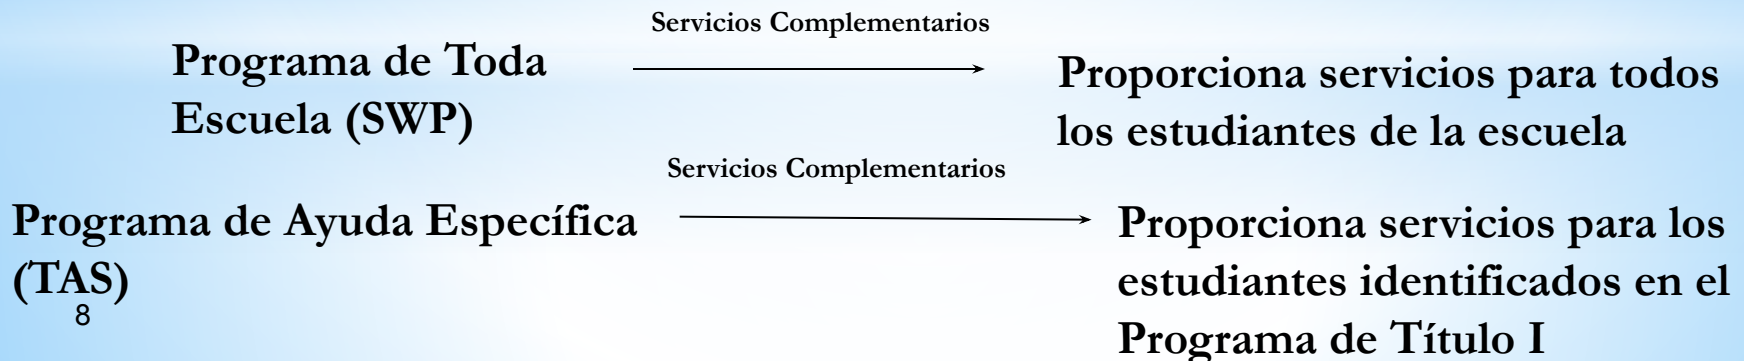 Servicios Complementarios
Programa de Toda
Escuela (SWP)
Proporciona servicios para todos
los estudiantes de la escuela
Servicios Complementarios
Programa de Ayuda Específica
(TAS)
8
Proporciona servicios para los
estudiantes identificados en el
Programa de Título I